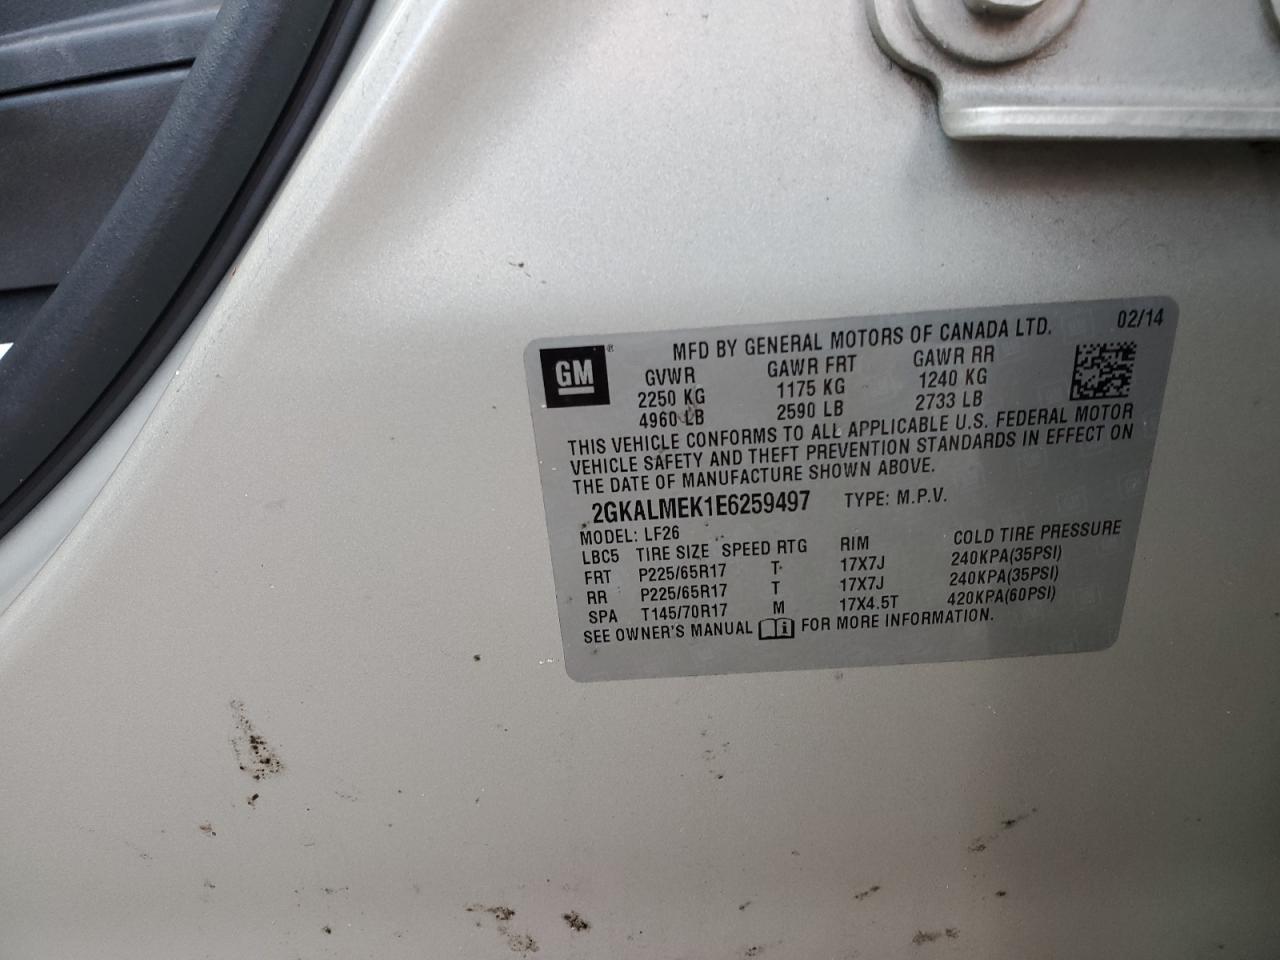 MFD BY GENERAL MOTORS OF CANADA LTD. 02/14
GM ®
GVWR GAWR FRT GAWR RR
2250 KG 1175 KG 1240 KG
4960 LB 2590 LB 2733 LB
THIS VEHICLE CONFORMS TO ALL APPLICABLE U.S. FEDERAL MOTOR
VEHICLE SAFETY AND THEFT PREVENTION STANDARDS IN EFFECT ON
THE DATE OF MANUFACTURE SHOWN ABOVE.
2GKALMEK1E6259497 TYPE: M.P.V.
MODEL: LF26
LBC5 TIRE SIZE SPEED RTG RIM COLD TIRE PRESSURE
FRT P225/65R17 T 17X7J 240KPA(35PSI)
RR P225/65R17 T 17X7J 240KPA(35PSI)
SPA T145/70R17 M 17X4.5T 420KPA(60PSI)
SEE OWNER'S MANUAL FOR MORE INFORMATION.